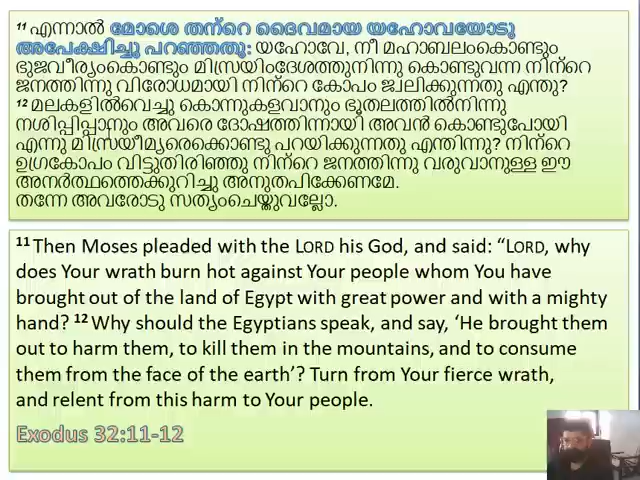 11 എന്നാൽ മോശെ തന്റെ ദൈവമായ യഹോവയോടു
അപേക്ഷിച്ചു പറഞ്ഞതു: യഹോവേ, നീ മഹാബലംകൊണ്ടും
ഭുജവീര്യംകൊണ്ടും മിസ്രയീംദേശത്തുനിന്നു കൊണ്ടുവന്ന നിന്റെ
ജനത്തിന്നു വിരോധമായി നിന്റെ കോപം ജ്വലിക്കുന്നതു എന്തു?
12 മലകളിൽവെച്ചു കൊന്നുകളവാനും ഭൂതലത്തിൽനിന്നു
നശിപ്പിപ്പാനും അവരെ ദോഷത്തിന്നായി അവൻ കൊണ്ടുപോയി
എന്നു മിസ്രയീമ്യരെക്കൊണ്ടു പറയിക്കുന്നതു എന്തിന്നു? നിന്റെ
ഉഗ്രകോപം വിട്ടുതിരിഞ്ഞു നിന്റെ ജനത്തിന്നു വരുവാനുള്ള ഈ
അനർത്ഥത്തെക്കുറിച്ചു അനുതപിക്കേണമേ.
തന്നേ അവരോടു സത്യംചെയ്തുവല്ലോ.
11 Then Moses pleaded with the LORD his God, and said: “LORD, why
does Your wrath burn hot against Your people whom You have
brought out of the land of Egypt with great power and with a mighty
hand? 12 Why should the Egyptians speak, and say, ‘He brought them
out to harm them, to kill them in the mountains, and to consume
them from the face of the earth’? Turn from Your fierce wrath,
and relent from this harm to Your people.
Exodus 32:11-12